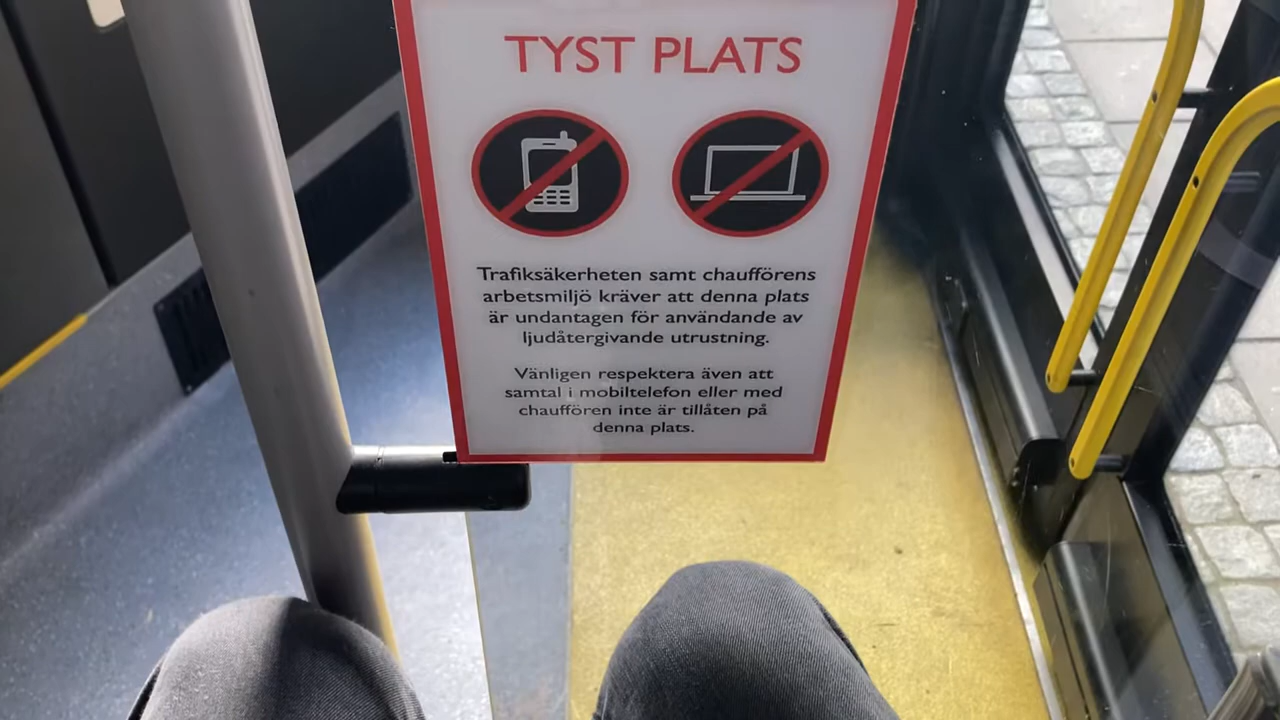 TYST PLATS
Trafiksäkerheten samt chaufförens
arbetsmiljö kräver att denna plats
är undantagen för användande av
ljudåtergivande utrustning.
Vänligen respektera även att
samtal i mobiltelefon eller med
chauffören inte är tillåten på
denna plats.